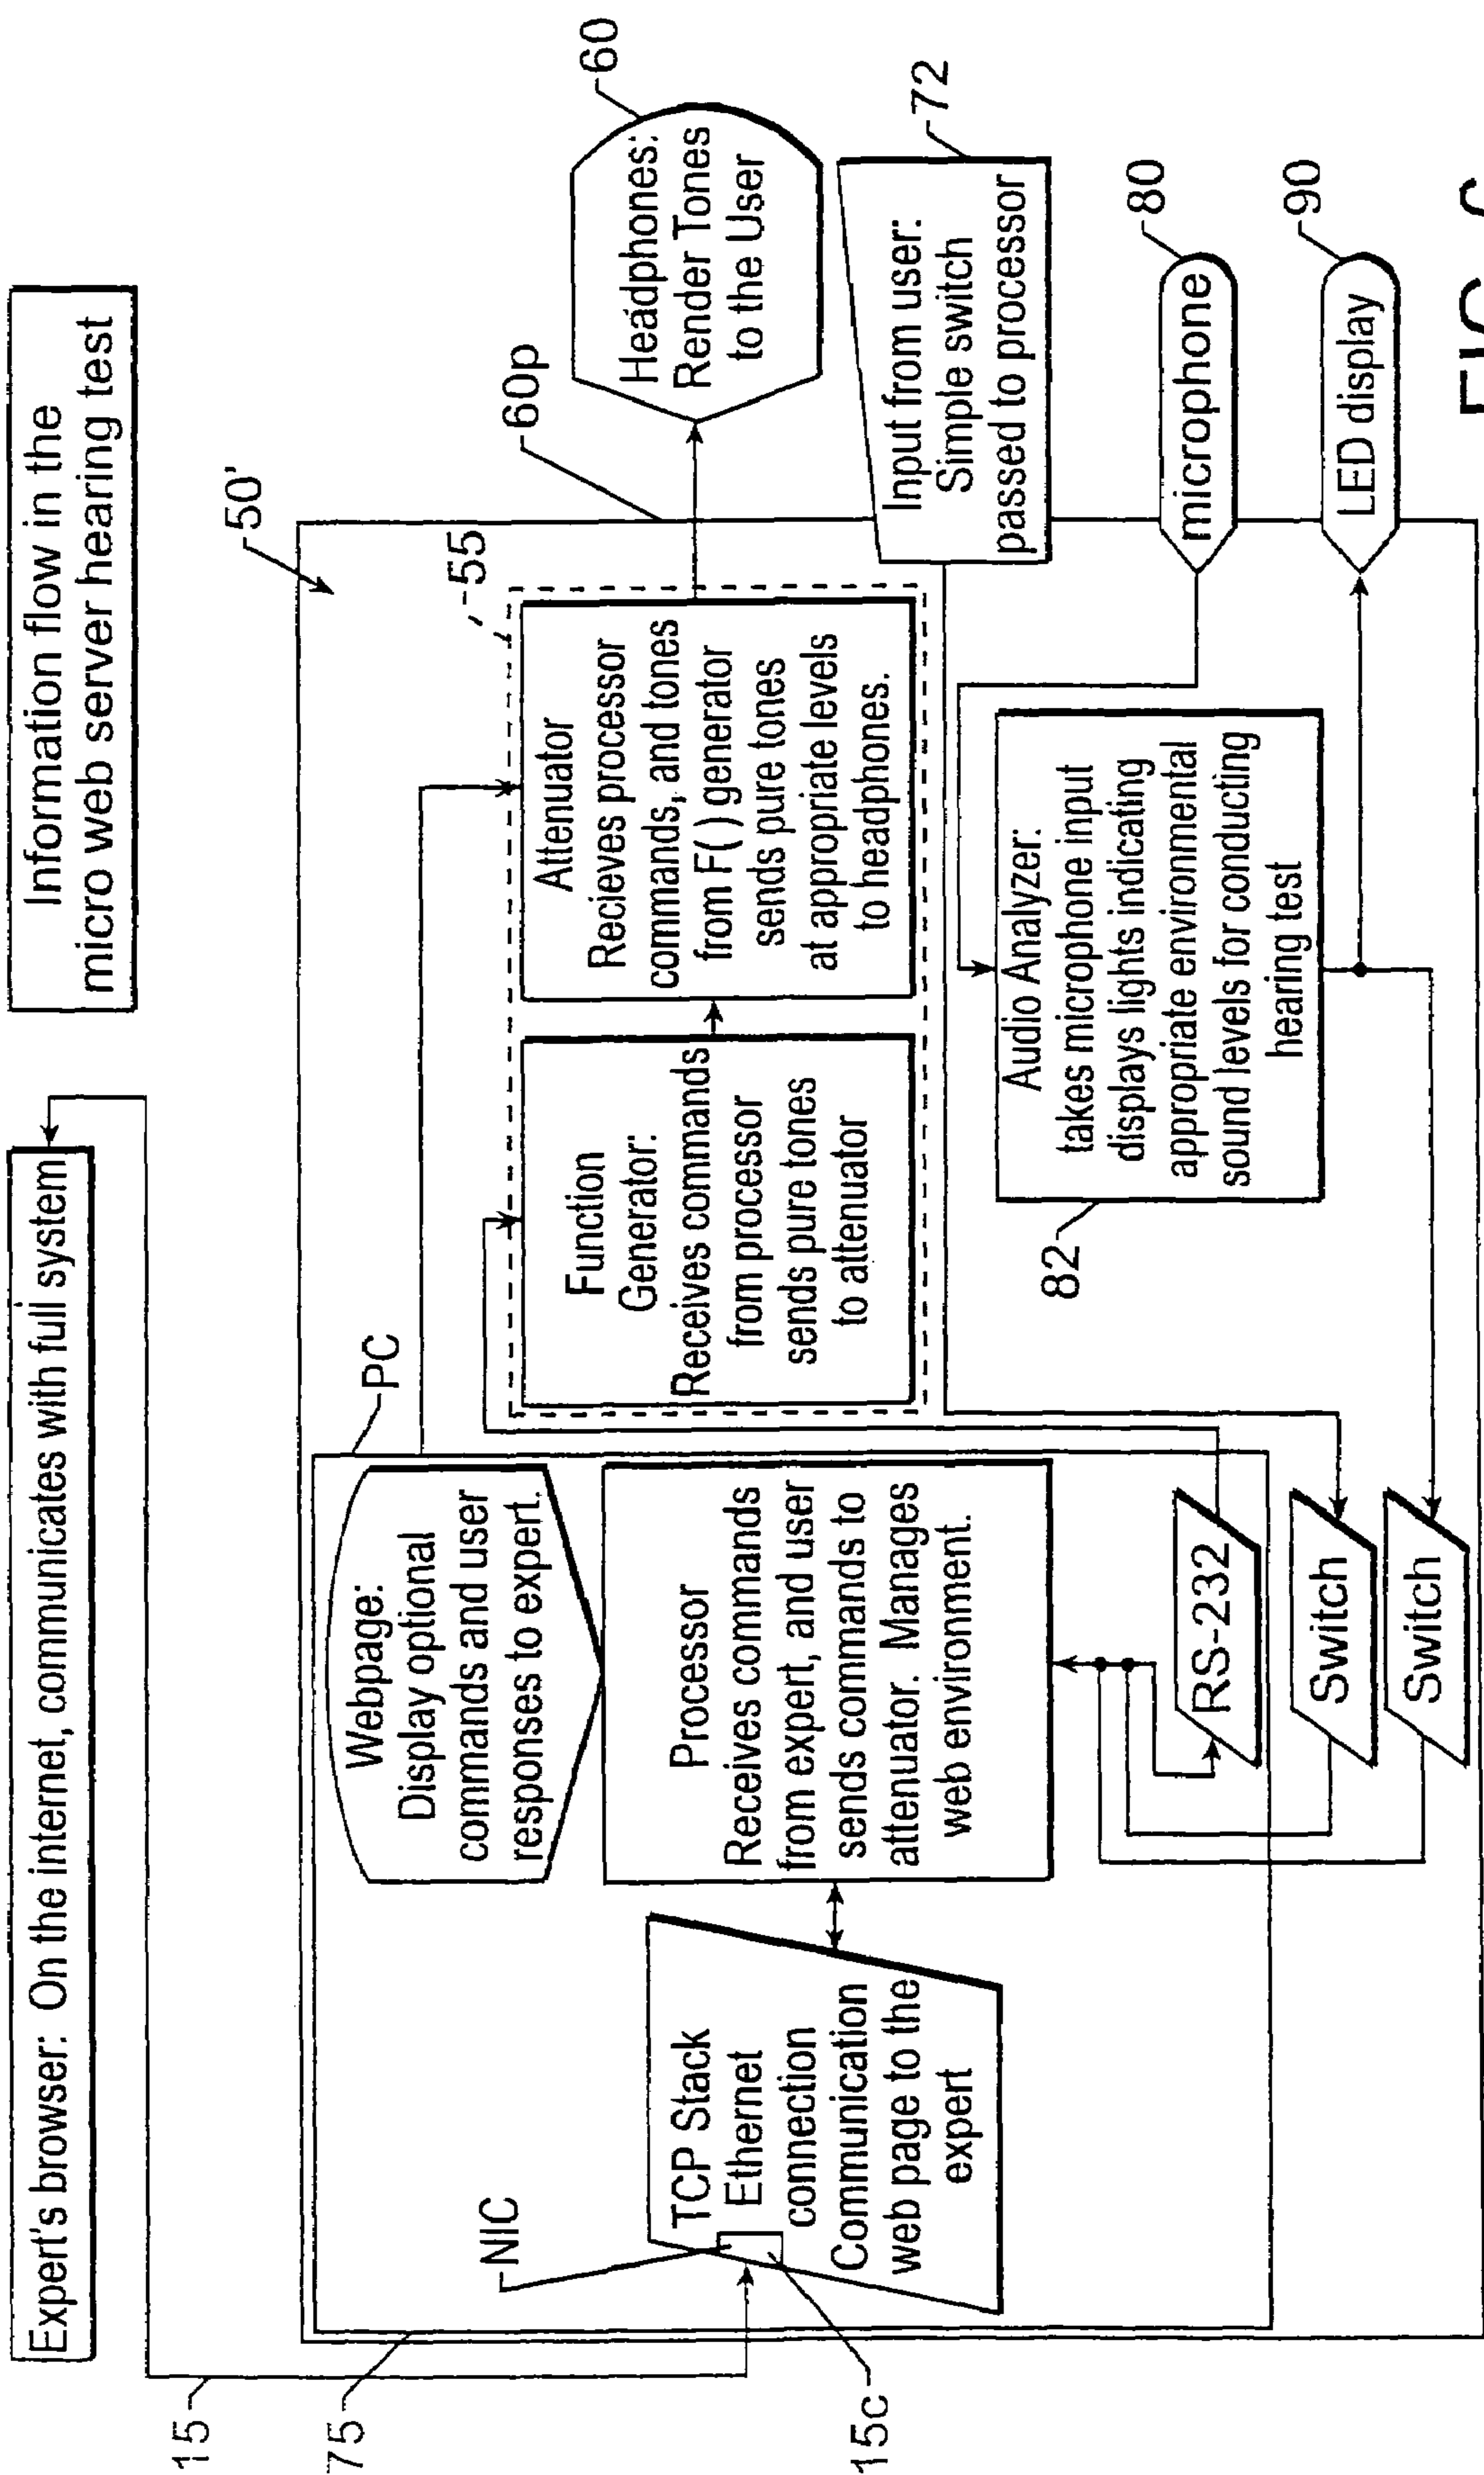 Expert's browser: On the internet, communicates with full system
Information flow in the
micro web server hearing test
15
50'
75
PC
60p
60
NIC
15c
55
Webpage:
Display optional
commands and user
responses to expert.
TCP Stack
Ethernet
connection
Communication
web page to the
expert
Processor
Receives commands
from expert, and user
sends commands to
attenuator. Manages
web environment.
Function
Generator:
Receives commands
from processor
sends pure tones
to attenuator
Attenuator
Recieves processor
commands, and tones
from F( ) generator
sends pure tones
at appropriate levels
to headphones.
Headphones:
Render Tones
to the User
Input from user:
Simple switch
passed to processor
72
82
Audio Analyzer:
takes microphone input
displays lights indicating
appropriate environmental
sound levels for conducting
hearing test
microphone
80
LED display
90
RS-232
Switch
Switch